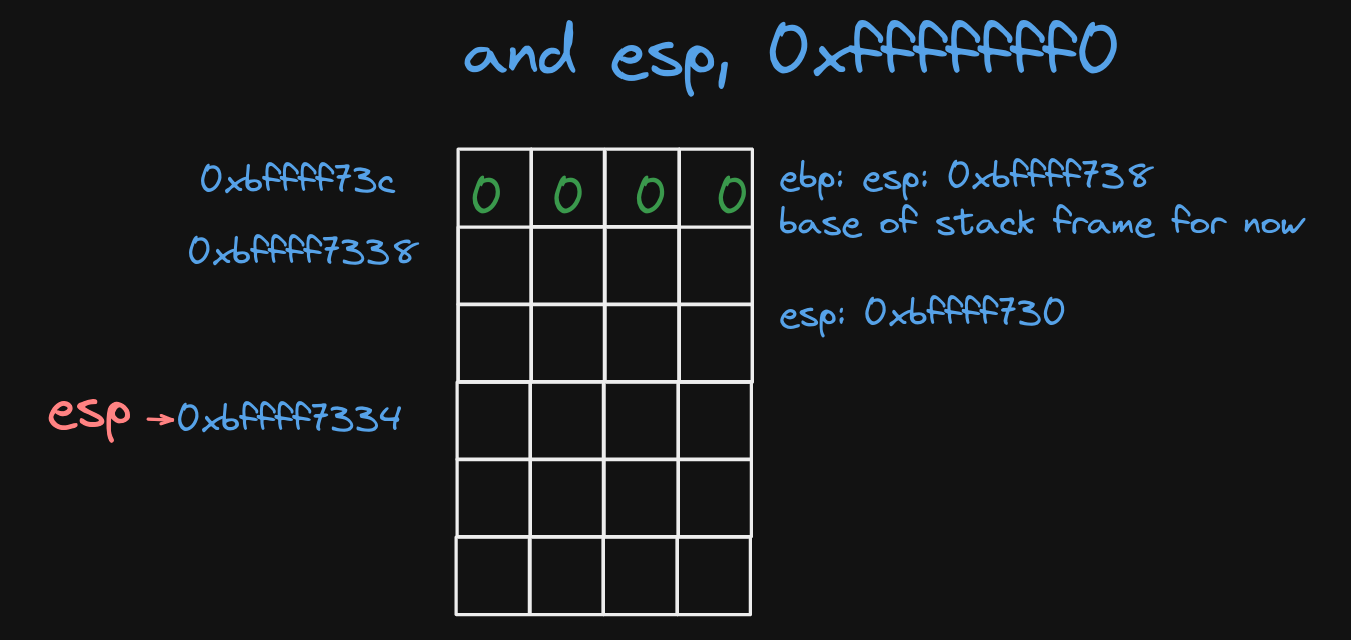 and esp, 0xfffffff0
0xbffff73c
0 0 0 0
ebp: esp: 0xbffff738
base of stack frame for now
0xbffff7338
esp: 0xbffff730
esp →0xbffff7334